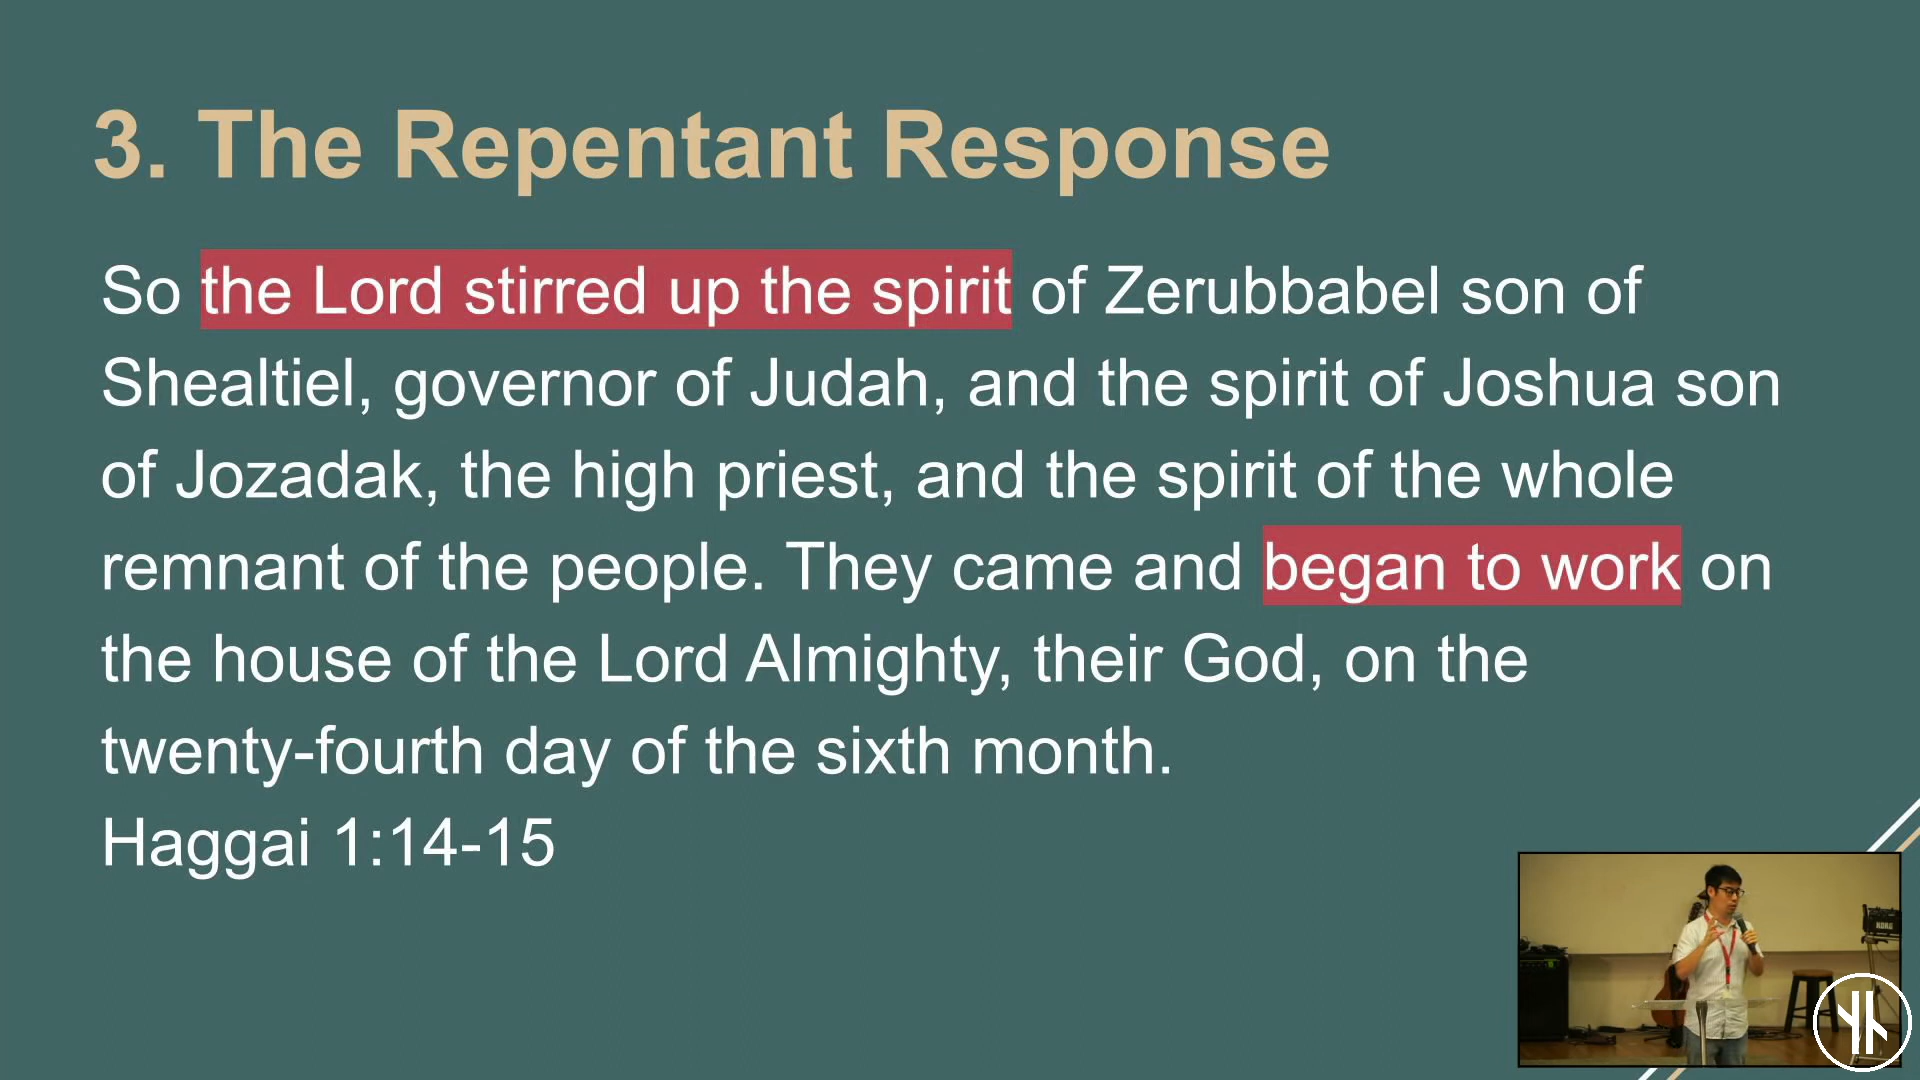 3. The Repentant Response
So the Lord stirred up the spirit of Zerubbabel son of
Shealtiel, governor of Judah, and the spirit of Joshua son
of Jozadak, the high priest, and the spirit of the whole
remnant of the people. They came and began to work on
the house of the Lord Almighty, their God, on the
twenty-fourth day of the sixth month.
Haggai 1:14-15
KORG